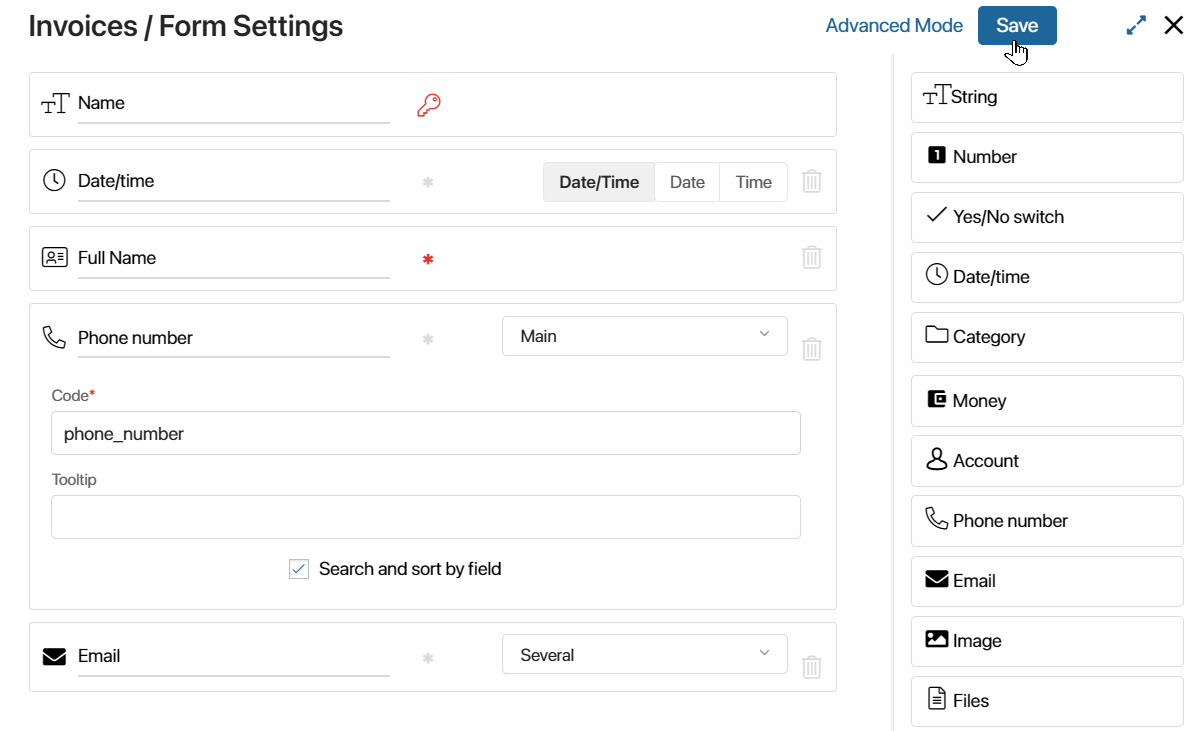 Invoices / Form Settings
Advanced Mode
Save
Name
Date/time
*
Date/Time
Date
Time
Full Name
*
Phone number
*
Main
Code*
phone_number
Tooltip
Search and sort by field
Email
*
Several
String
1 Number
Yes/No switch
Date/time
Category
Money
Account
Phone number
Email
Image
Files